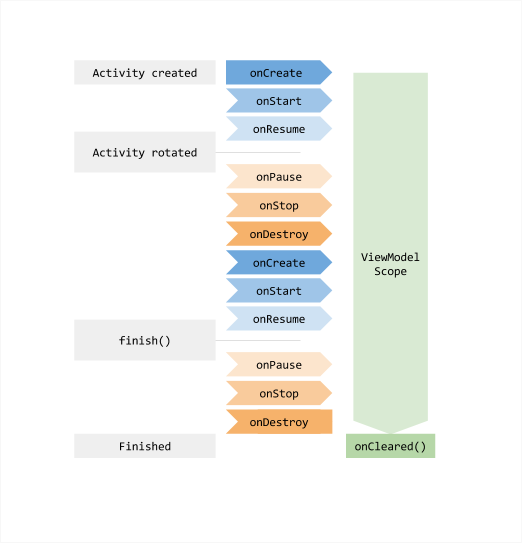 Activity created
onCreate
onStart
onResume
Activity rotated
onPause
onStop
onDestroy
onCreate
ViewModel
Scope
onStart
onResume
finish()
onPause
onStop
onDestroy
Finished
onCleared()